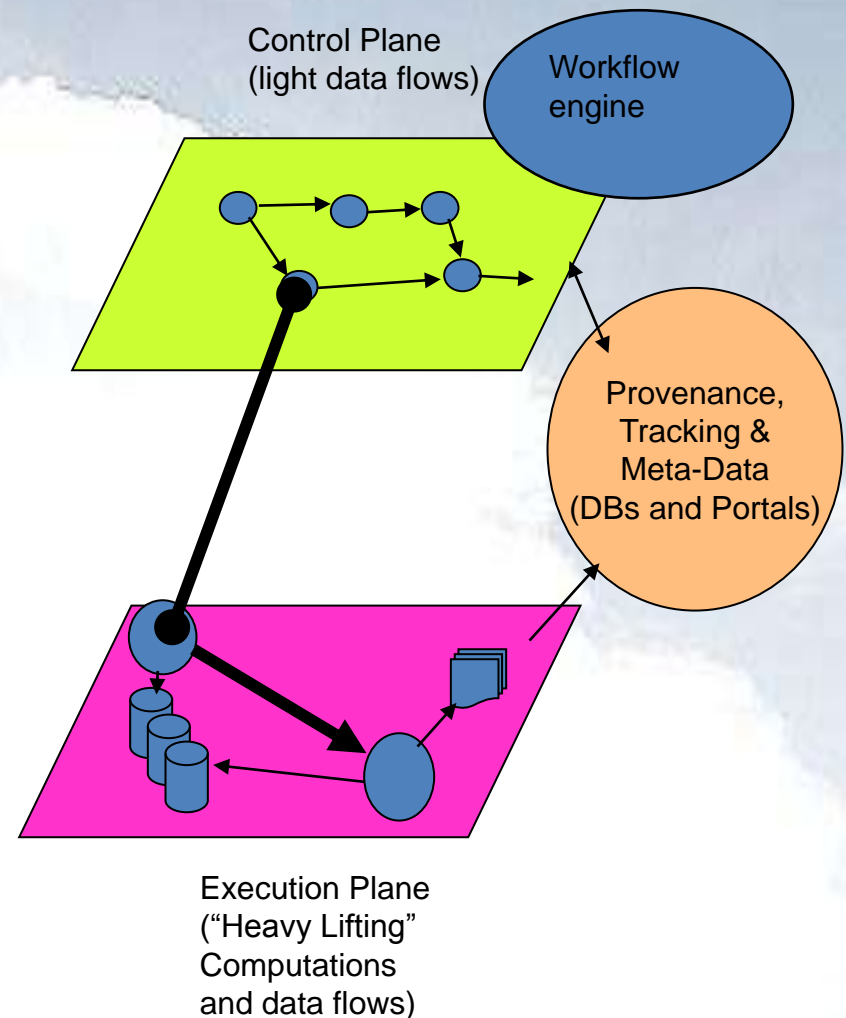 Control Plane
(light data flows)
Workflow
engine
Provenance,
Tracking &
Meta-Data
(DBs and Portals)
Execution Plane
(“Heavy Lifting”
Computations
and data flows)